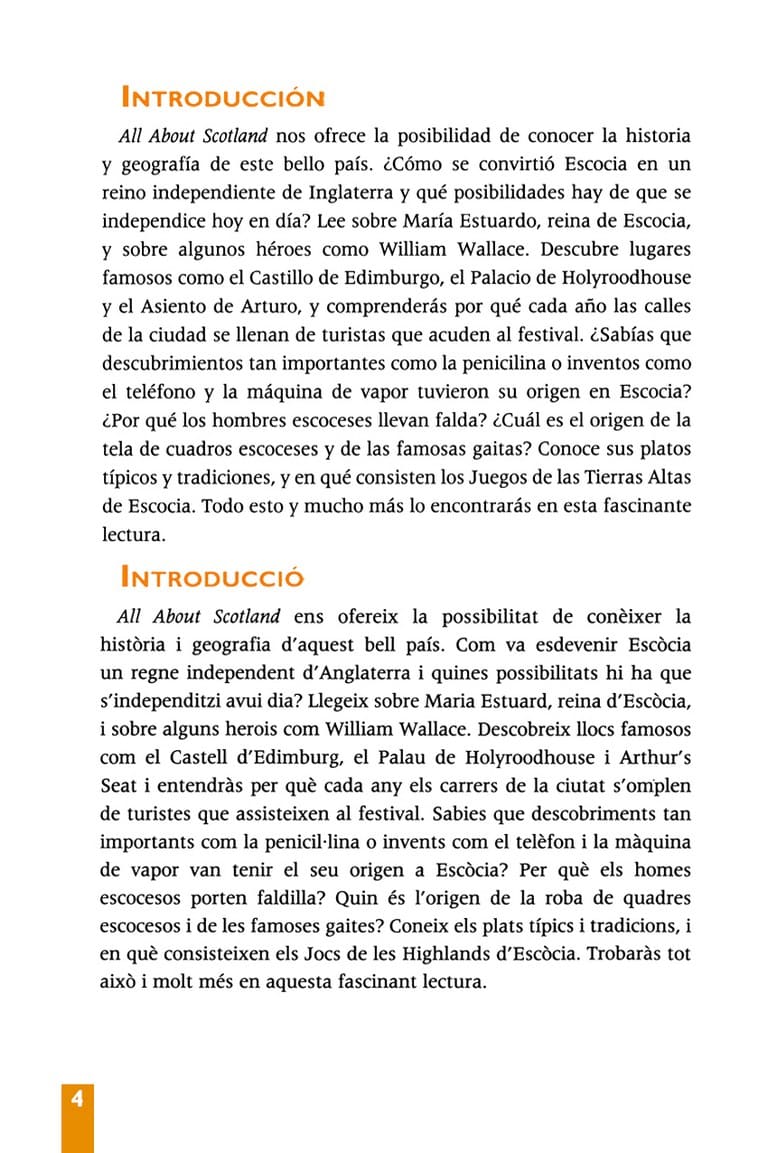 INTRODUCCIÓN
All About Scotland nos ofrece la posibilidad de conocer la historia
y geografía de este bello país. ¿Cómo se convirtió Escocia en un
reino independiente de Inglaterra y qué posibilidades hay de que se
independice hoy en día? Lee sobre María Estuardo, reina de Escocia,
y sobre algunos héroes como William Wallace. Descubre lugares
famosos como el Castillo de Edimburgo, el Palacio de Holyroodhouse
y el Asiento de Arturo, y comprenderás por qué cada año las calles
de la ciudad se llenan de turistas que acuden al festival. ¿Sabías que
descubrimientos tan importantes como la penicilina o inventos como
el teléfono y la máquina de vapor tuvieron su origen en Escocia?
¿Por qué los hombres escoceses llevan falda? ¿Cuál es el origen de la
tela de cuadros escoceses y de las famosas gaitas? Conoce sus platos
típicos y tradiciones, y en qué consisten los Juegos de las Tierras Altas
de Escocia. Todo esto y mucho más lo encontrarás en esta fascinante
lectura.
INTRODUCCIÓ
All About Scotland ens ofereix la possibilitat de conèixer la
història i geografia d'aquest bell país. Com va esdevenir Escòcia
un regne independent d'Anglaterra i quines possibilitats hi ha que
s'independitzi avui dia? Llegeix sobre Maria Estuard, reina d'Escòcia,
i sobre alguns herois com William Wallace. Descobreix llocs famosos
com el Castell d'Edimburg, el Palau de Holyroodhouse i Arthur's
Seat i entendràs per què cada any els carrers de la ciutat s'omplen
de turistes que assisteixen al festival. Sabies que descobriments tan
importants com la penicil·lina o invents com el telèfon i la màquina
de vapor van tenir el seu origen a Escòcia? Per què els homes
escocesos porten faldilla? Quin és l'origen de la roba de quadres
escocesos i de les famoses gaites? Coneix els plats típics i tradicions, i
en què consisteixen els Jocs de les Highlands d'Escòcia. Trobaràs tot
això i molt més en aquesta fascinant lectura.
4